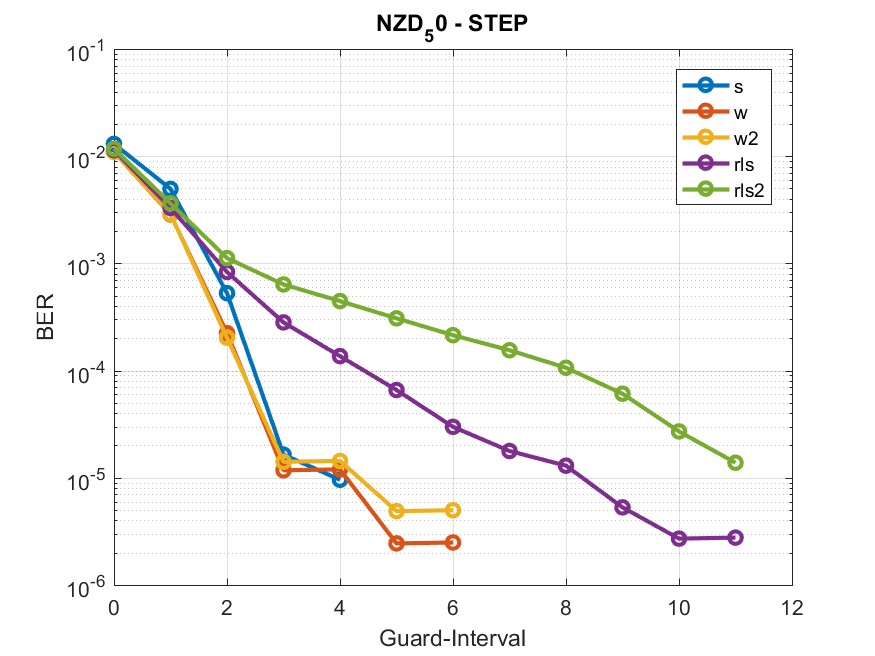 NZD₅0 - STEP
10⁻¹
10⁻²
10⁻³
10⁻⁴
10⁻⁵
10⁻⁶
BER
s
w
w2
rls
rls2
0 2 4 6 8 10 12
Guard-Interval